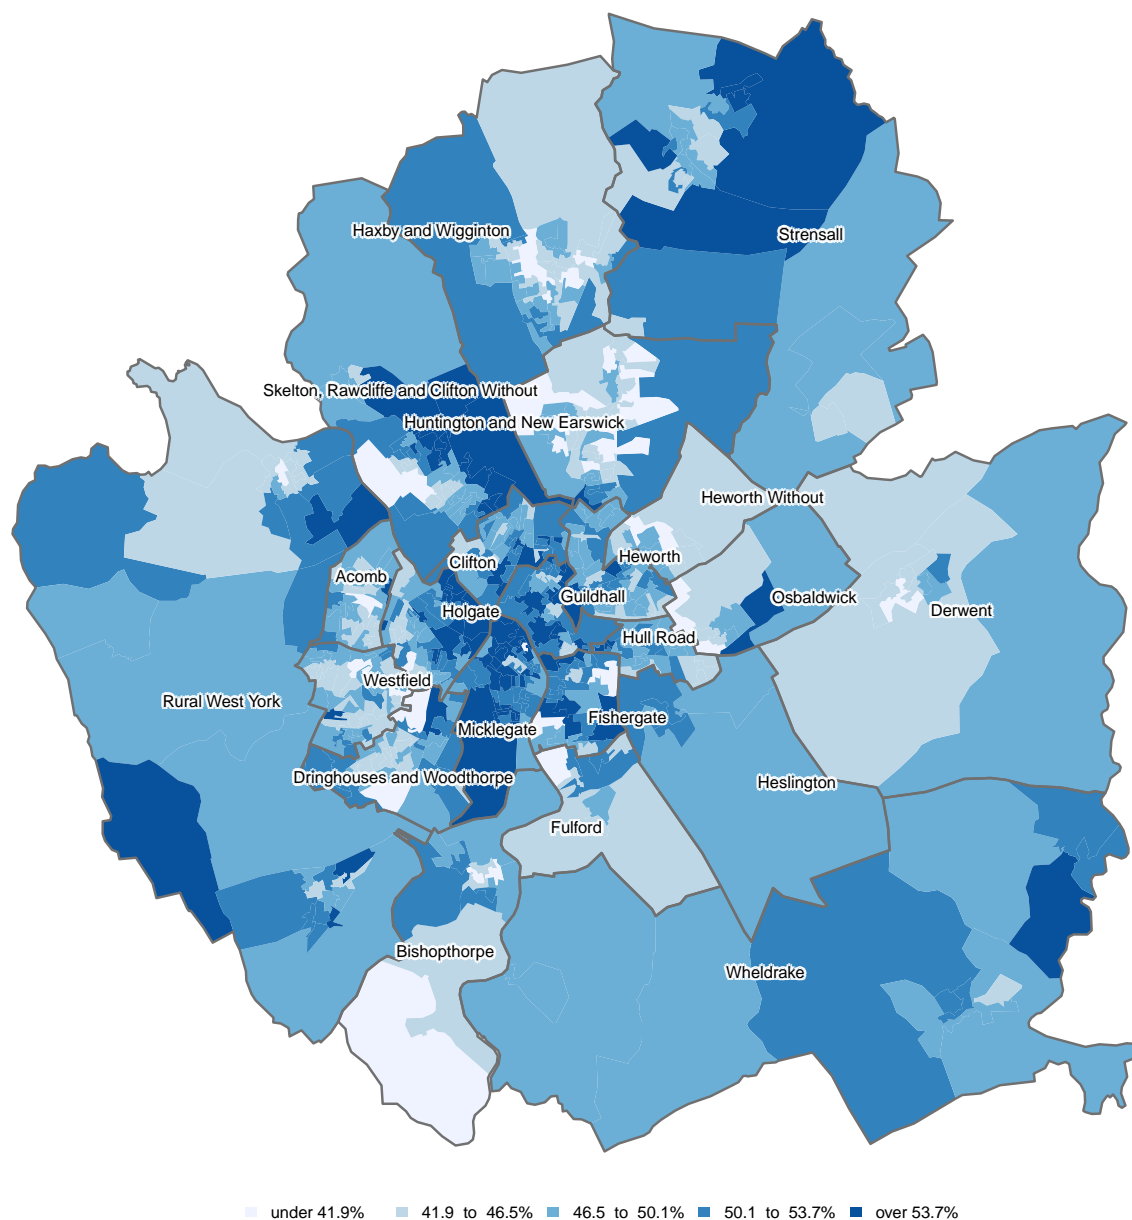 Haxby and Wigginton
Strensall
Skelton, Rawcliffe and Clifton Without
Huntington and New Earswick
Heworth Without
Heworth
Clifton
Acomb
Guildhall
Osbaldwick
Holgate
Derwent
Hull Road
Westfield
Rural West York
Fishergate
Micklegate
Dringhouses and Woodthorpe
Heslington
Fulford
Bishopthorpe
Wheldrake
under 41.9% 41.9 to 46.5% 46.5 to 50.1% 50.1 to 53.7% over 53.7%